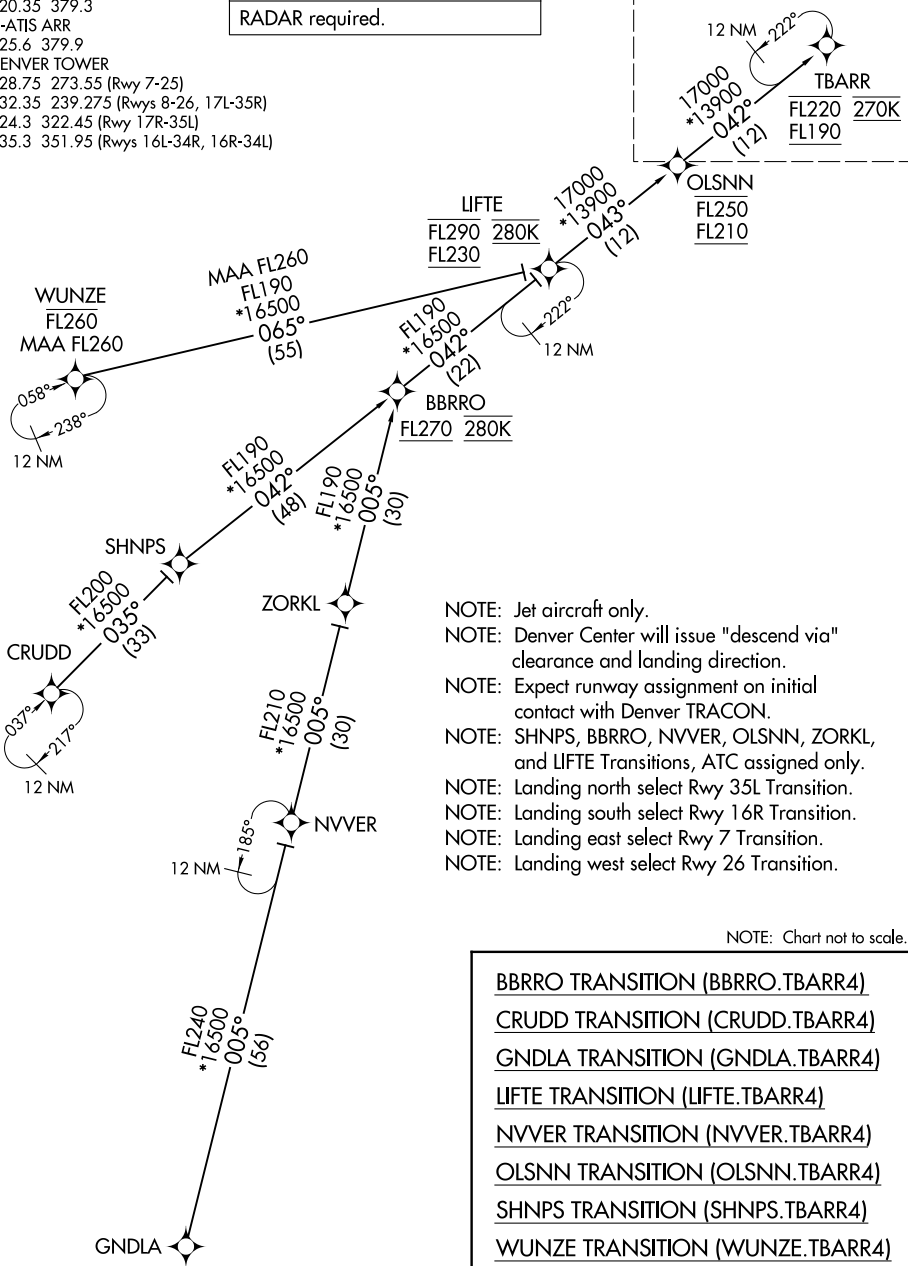 20.35 379.3
-ATIS ARR
25.6 379.9
ENVER TOWER
28.75 273.55 (Rwy 7-25)
32.35 239.275 (Rwys 8-26, 17L-35R)
24.3 322.45 (Rwy 17R-35L)
35.3 351.95 (Rwys 16L-34R, 16R-34L)
RADAR required.
12 NM
222°
TBARR
FL220 270K
FL190
17000
*13900
042°
(12)
OLSNN
FL250
FL210
17000
*13900
043°
(12)
LIFTE
FL290 280K
FL230
222°
12 NM
MAA FL260
FL190
*16500
065°
(55)
WUNZE
FL260
MAA FL260
058°
238°
12 NM
FL190
*16500
042°
(22)
BBRRO
FL270 280K
FL190
*16500
042°
(48)
FL190
*16500
005°
(30)
SHNPS
ZORKL
FL200
*16500
035°
(33)
CRUDD
037°
217°
12 NM
FL210
*16500
005°
(30)
NVVER
185°
12 NM
FL240
*16500
005°
(56)
GNDLA
NOTE: Jet aircraft only.
NOTE: Denver Center will issue "descend via"
clearance and landing direction.
NOTE: Expect runway assignment on initial
contact with Denver TRACON.
NOTE: SHNPS, BBRRO, NVVER, OLSNN, ZORKL,
and LIFTE Transitions, ATC assigned only.
NOTE: Landing north select Rwy 35L Transition.
NOTE: Landing south select Rwy 16R Transition.
NOTE: Landing east select Rwy 7 Transition.
NOTE: Landing west select Rwy 26 Transition.
NOTE: Chart not to scale.
BBRRO TRANSITION (BBRRO.TBARR4)
CRUDD TRANSITION (CRUDD.TBARR4)
GNDLA TRANSITION (GNDLA.TBARR4)
LIFTE TRANSITION (LIFTE.TBARR4)
NVVER TRANSITION (NVVER.TBARR4)
OLSNN TRANSITION (OLSNN.TBARR4)
SHNPS TRANSITION (SHNPS.TBARR4)
WUNZE TRANSITION (WUNZE.TBARR4)